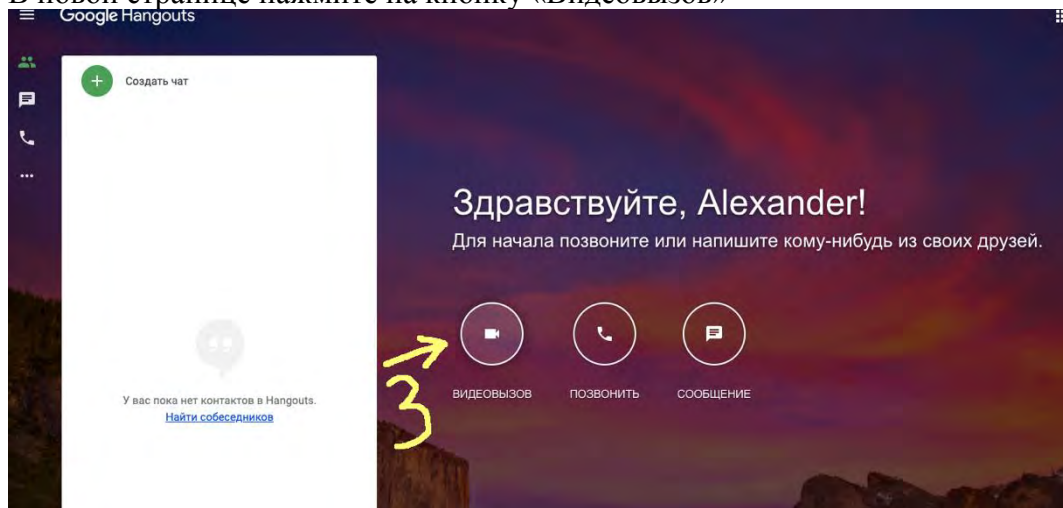 В новой странице нажмите на кнопку «Видеовызов»
Google Hangouts
Создать чат
Здравствуйте, Alexander!
Для начала позвоните или напишите кому-нибудь из своих друзей.
3
ВИДЕОВЫЗОВ
ПОЗВОНИТЬ
СООБЩЕНИЕ
У вас пока нет контактов в Hangouts.
Найти собеседников